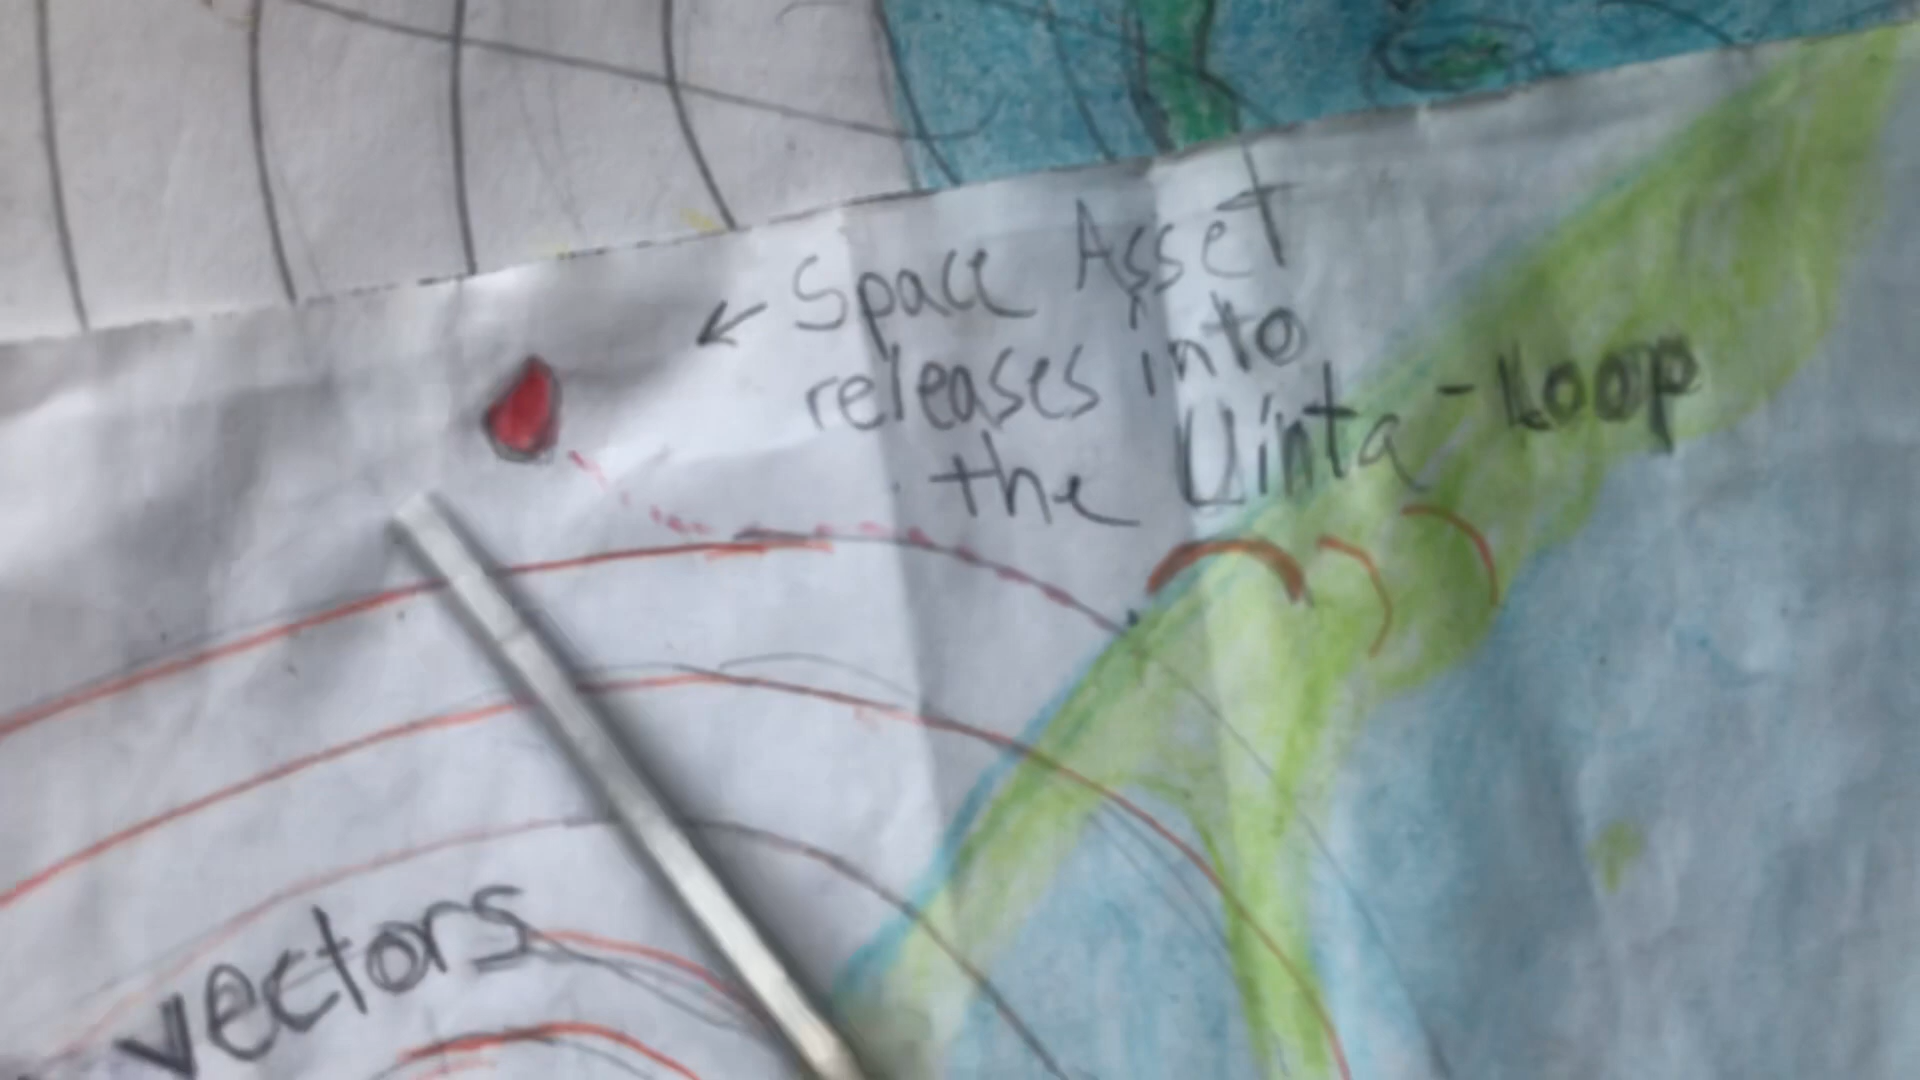 Space Asset
releases into
the Uinta-Loop
vectors